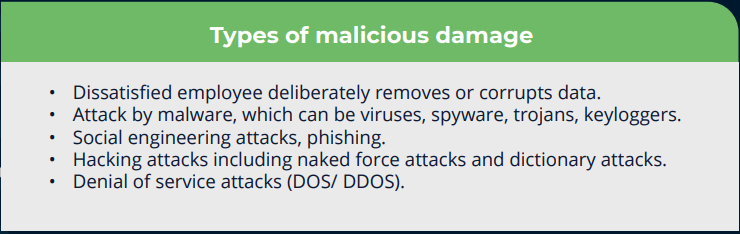 Types of malicious damage
• Dissatisfied employee deliberately removes or corrupts data.
• Attack by malware, which can be viruses, spyware, trojans, keyloggers.
• Social engineering attacks, phishing.
• Hacking attacks including naked force attacks and dictionary attacks.
• Denial of service attacks (DOS/ DDOS).